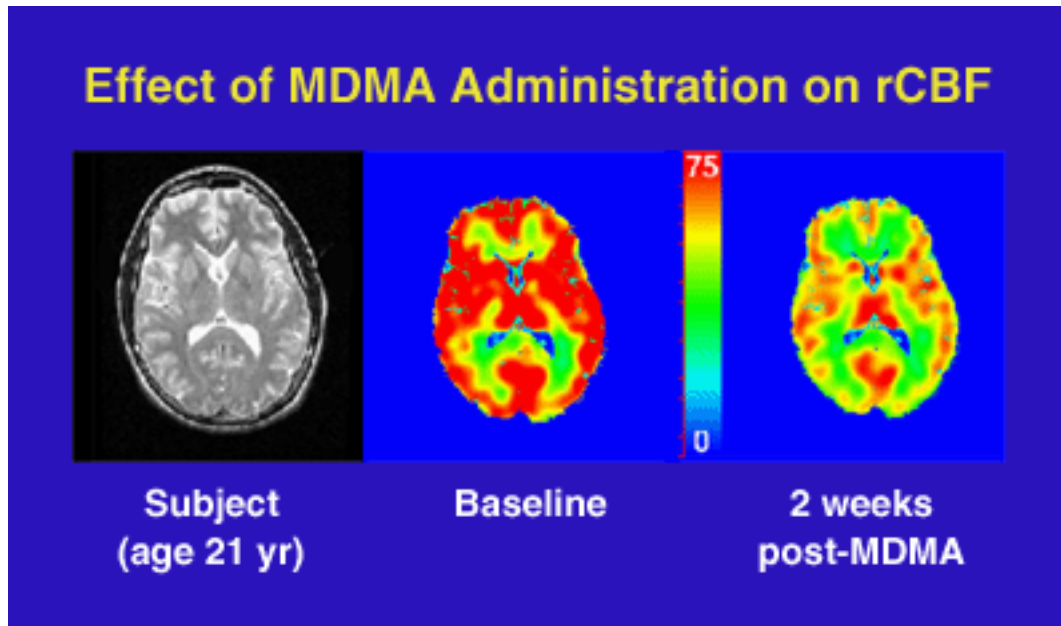 Effect of MDMA Administration on rCBF
75
0
Subject
(age 21 yr)
Baseline
2 weeks
post-MDMA